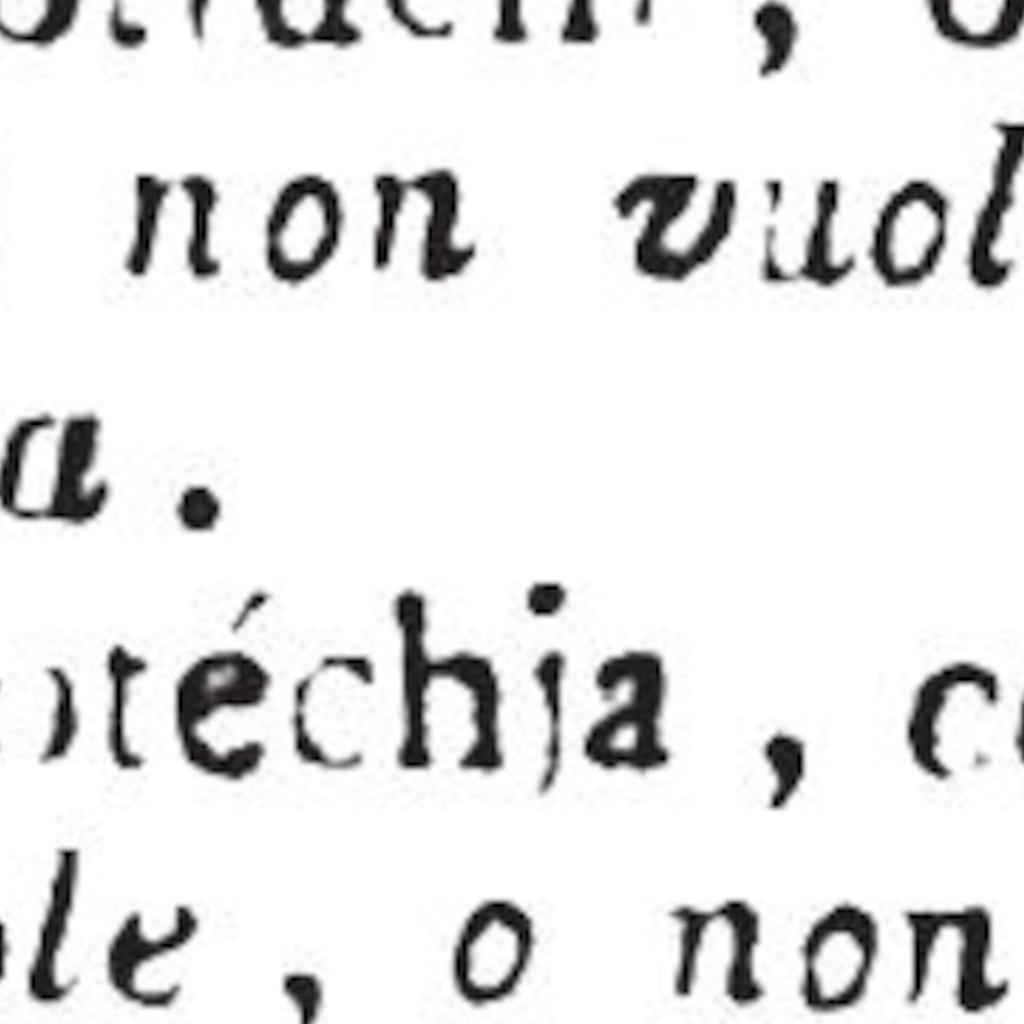 non vuol
a.
téchja, c
le, o non